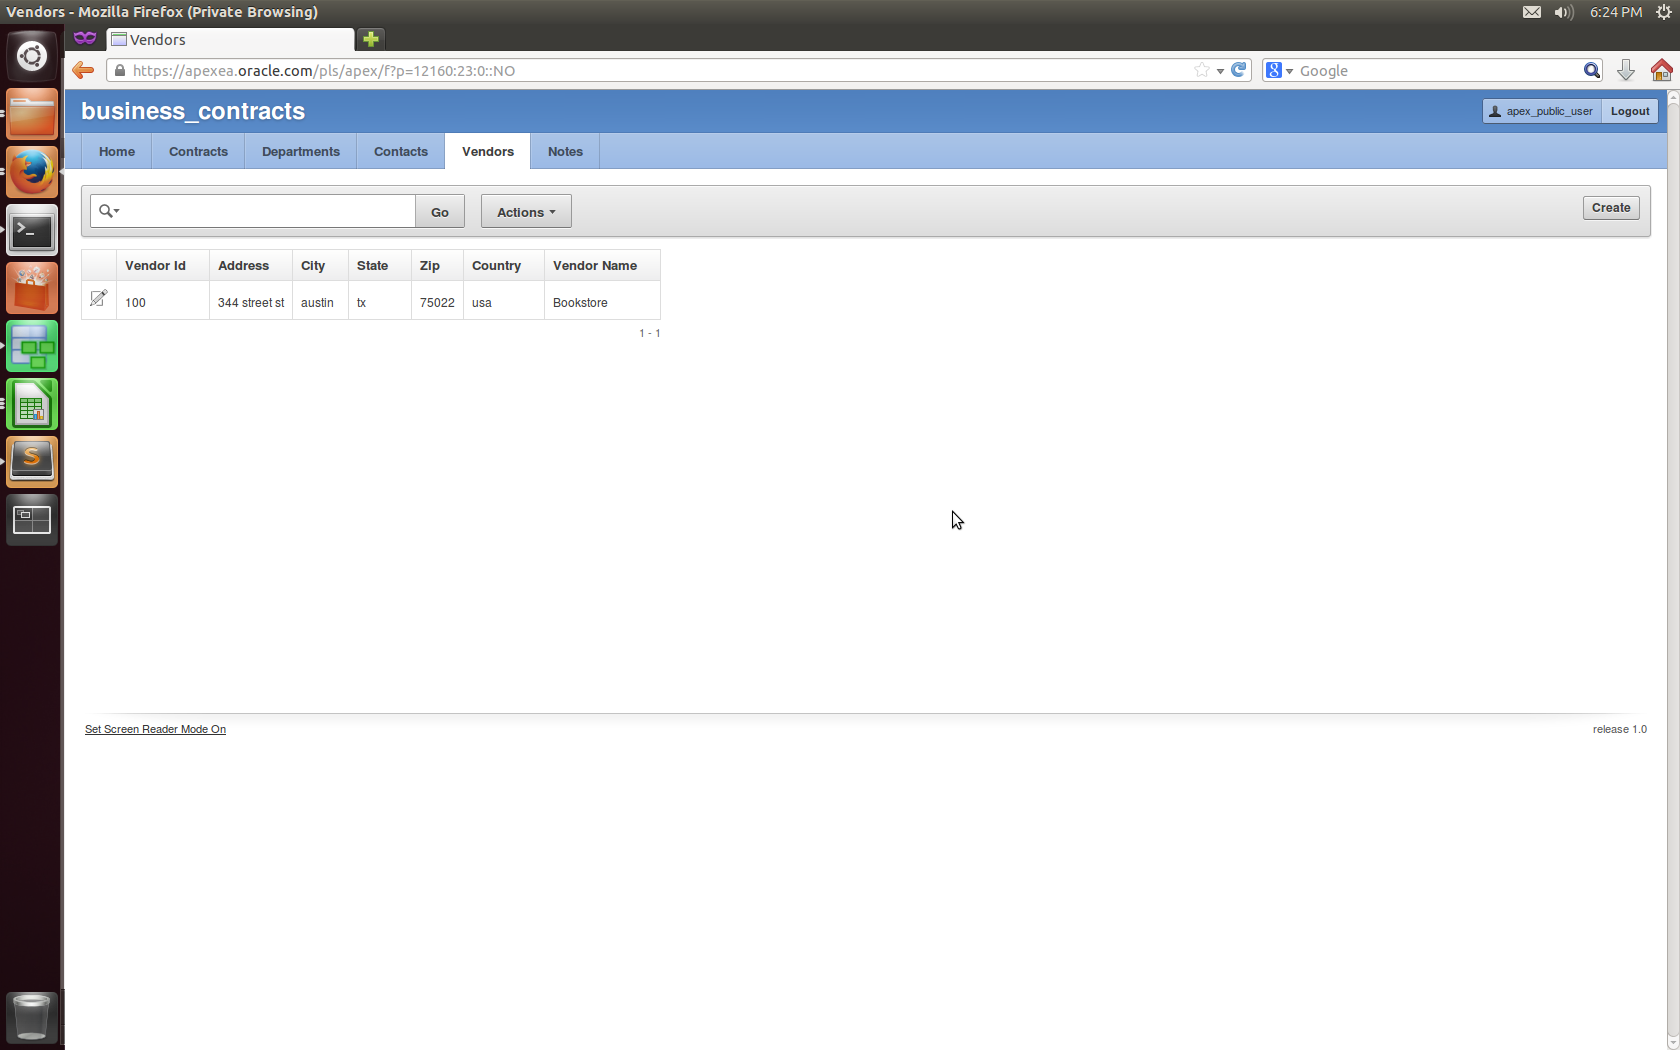 Vendors - Mozilla Firefox (Private Browsing)
6:24 PM
Vendors
https://apexea.oracle.com/pls/apex/f?p=12160:23:0::NO
Google
business_contracts
apex_public_user
Logout
Home
Contracts
Departments
Contacts
Vendors
Notes
Go
Actions
Create
Vendor Id Address City State Zip Country Vendor Name
100 344 street st austin tx 75022 usa Bookstore
1 - 1
Set Screen Reader Mode On
release 1.0